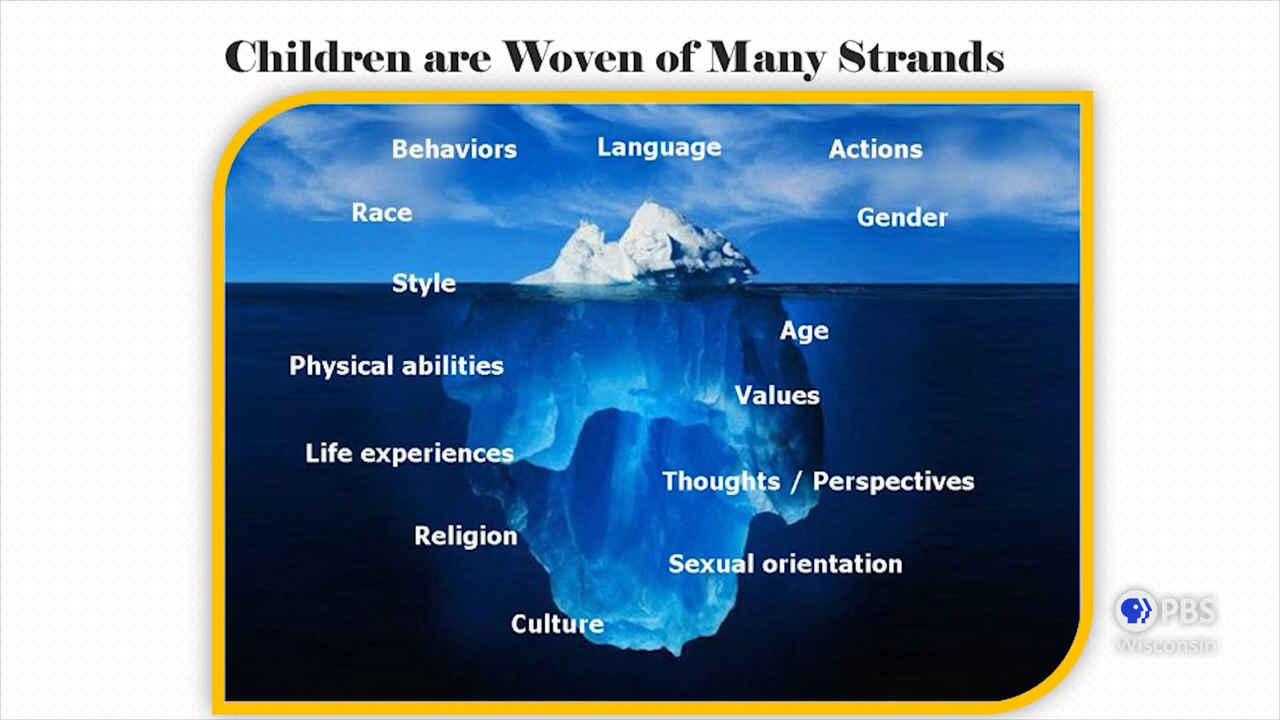 Children are Woven of Many Strands
Behaviors Language Actions
Race Gender
Style
Age
Physical abilities
Values
Life experiences
Thoughts / Perspectives
Religion
Sexual orientation
Culture
PBS
Wisconsin